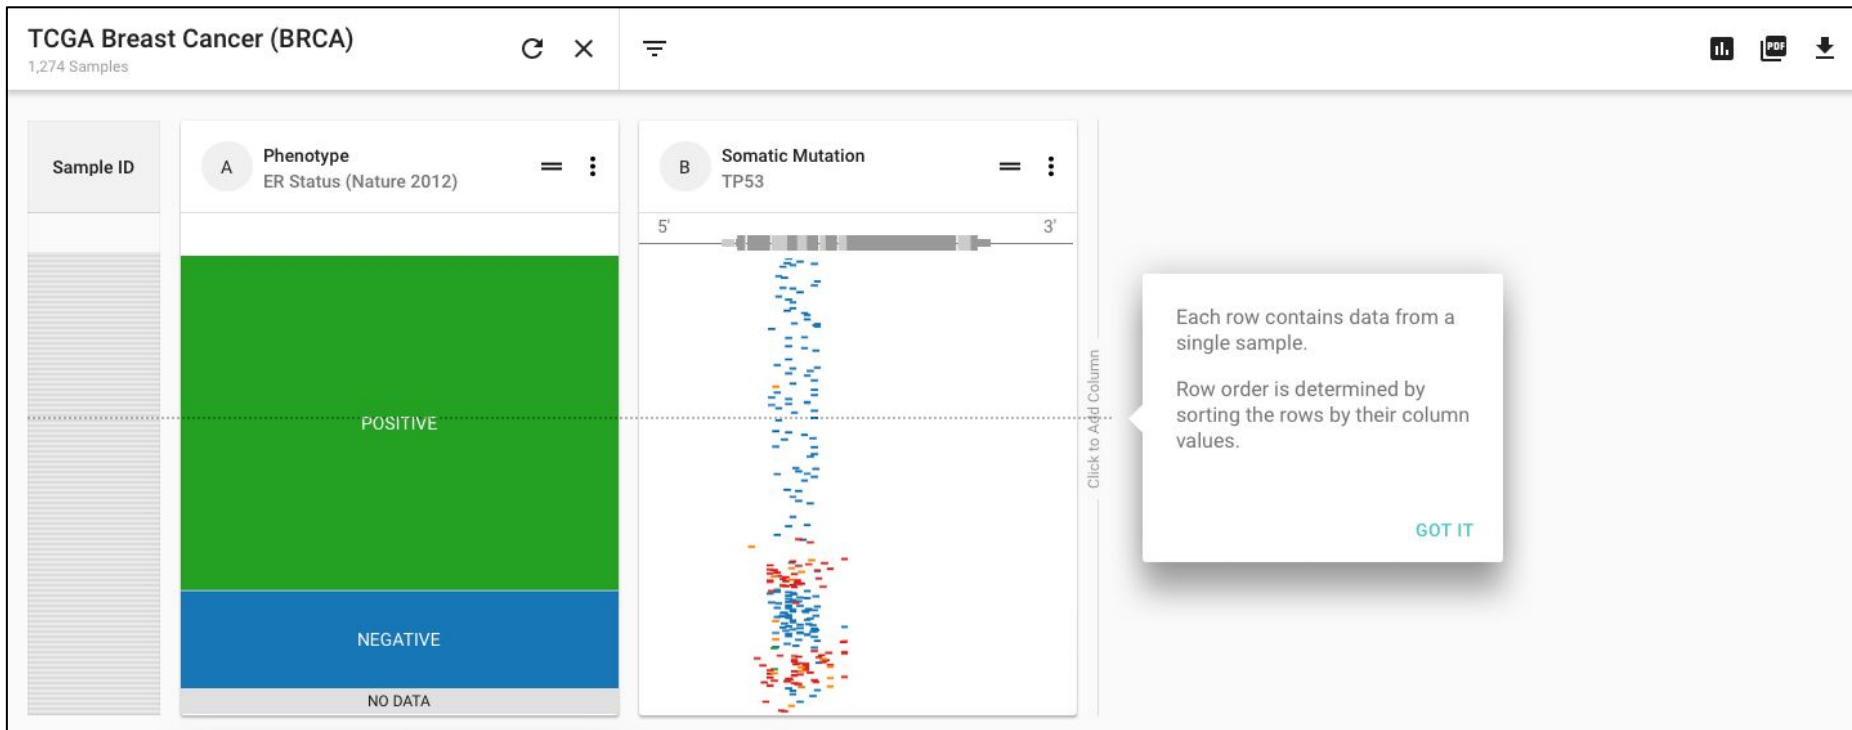 TCGA Breast Cancer (BRCA)
1,274 Samples
PDF
Sample ID
A
Phenotype
ER Status (Nature 2012)
B
Somatic Mutation
TP53
5'
3'
POSITIVE
NEGATIVE
NO DATA
Click to Add Column
Each row contains data from a
single sample.
Row order is determined by
sorting the rows by their column
values.
GOT IT